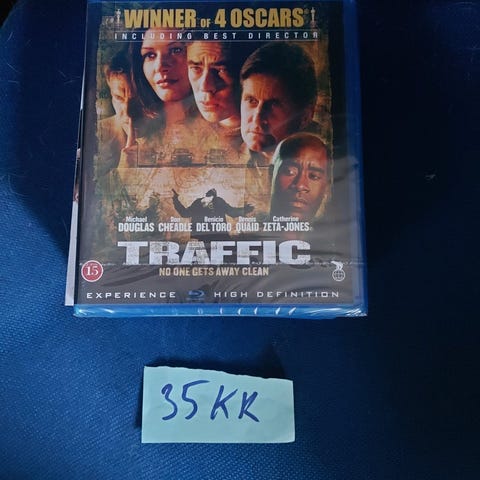 WINNER OF 4 OSCARS
INCLUDING BEST DIRECTOR
Michael DOUGLAS Don CHEADLE Benicio DEL TORO Dennis QUAID Catherine ZETA-JONES
TRAFFIC
NO ONE GETS AWAY CLEAN
15
EXPERIENCE HIGH DEFINITION
35 KR